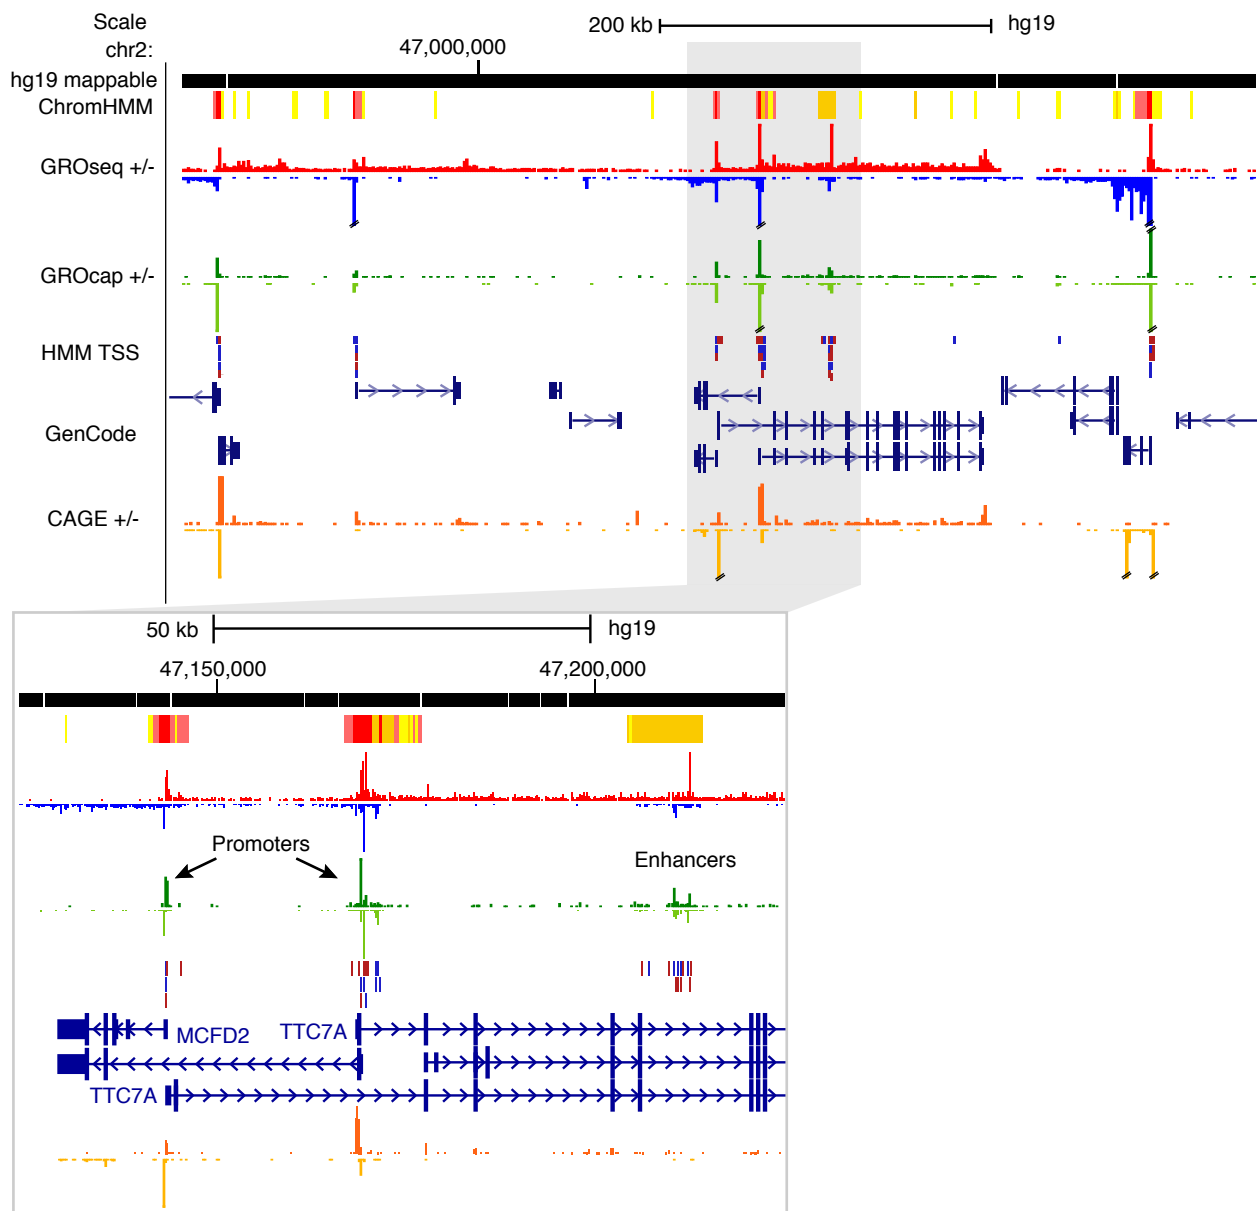 Scale
200 kb
hg19
chr2:
47,000,000
hg19 mappable
ChromHMM
GROseq +/-
GROcap +/-
HMM TSS
GenCode
CAGE +/-
50 kb
hg19
47,150,000
47,200,000
Promoters
Enhancers
MCFD2
TTC7A
TTC7A